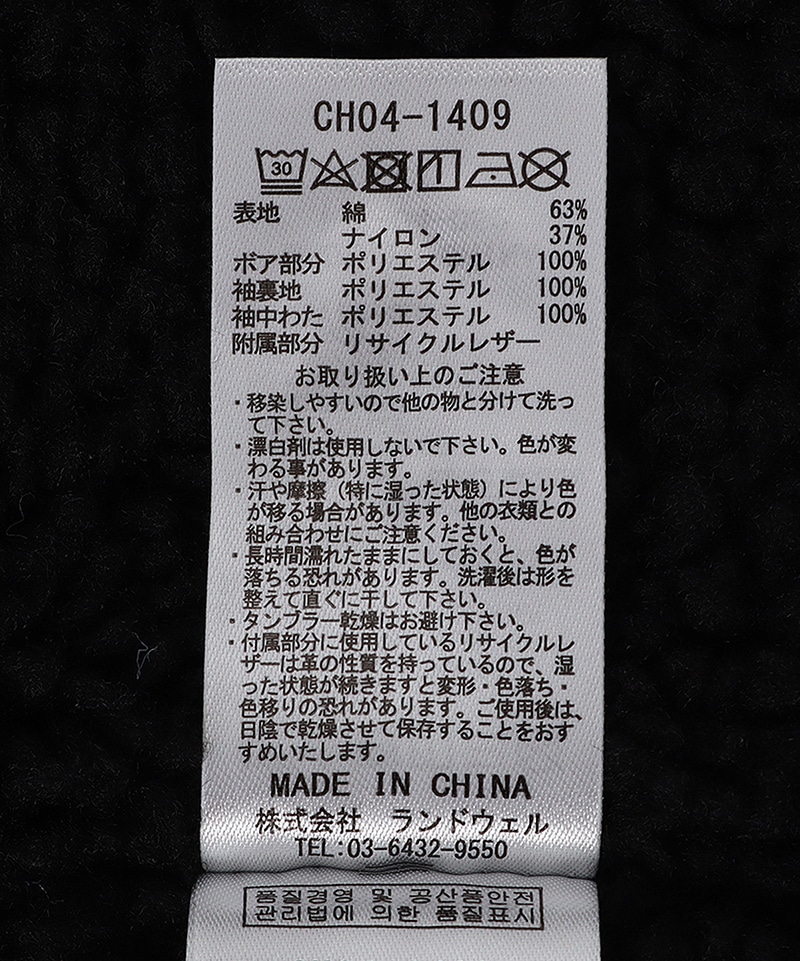 CH04-1409
30
表地 綿 63%
ナイロン 37%
ボア部分 ポリエステル 100%
袖裏地 ポリエステル 100%
袖中わた ポリエステル 100%
附属部分 リサイクルレザー
お取り扱い上のご注意
・移染しやすいので他の物と分けて洗っ
て下さい。
・漂白剤は使用しないで下さい。色が変
わる事があります。
・汗や摩擦（特に湿った状態）により色
が移る場合があります。他の衣類との
組み合わせにご注意ください。
・長時間濡れたままにしておくと、色が
落ちる恐れがあります。洗濯後は形を
整えて直ぐに干して下さい。
・タンブラー乾燥はお避け下さい。
・付属部分に使用しているリサイクルレ
ザーは革の性質を持っているので、湿
った状態が続きますと変形・色落ち・
色移りの恐れがあります。ご使用後は、
日陰で乾燥させて保存することをおす
すめいたします。
MADE IN CHINA
株式会社 ランドウェル
TEL:03-6432-9550
품질경영 및 공산품안전
관리법에 의한 품질표시